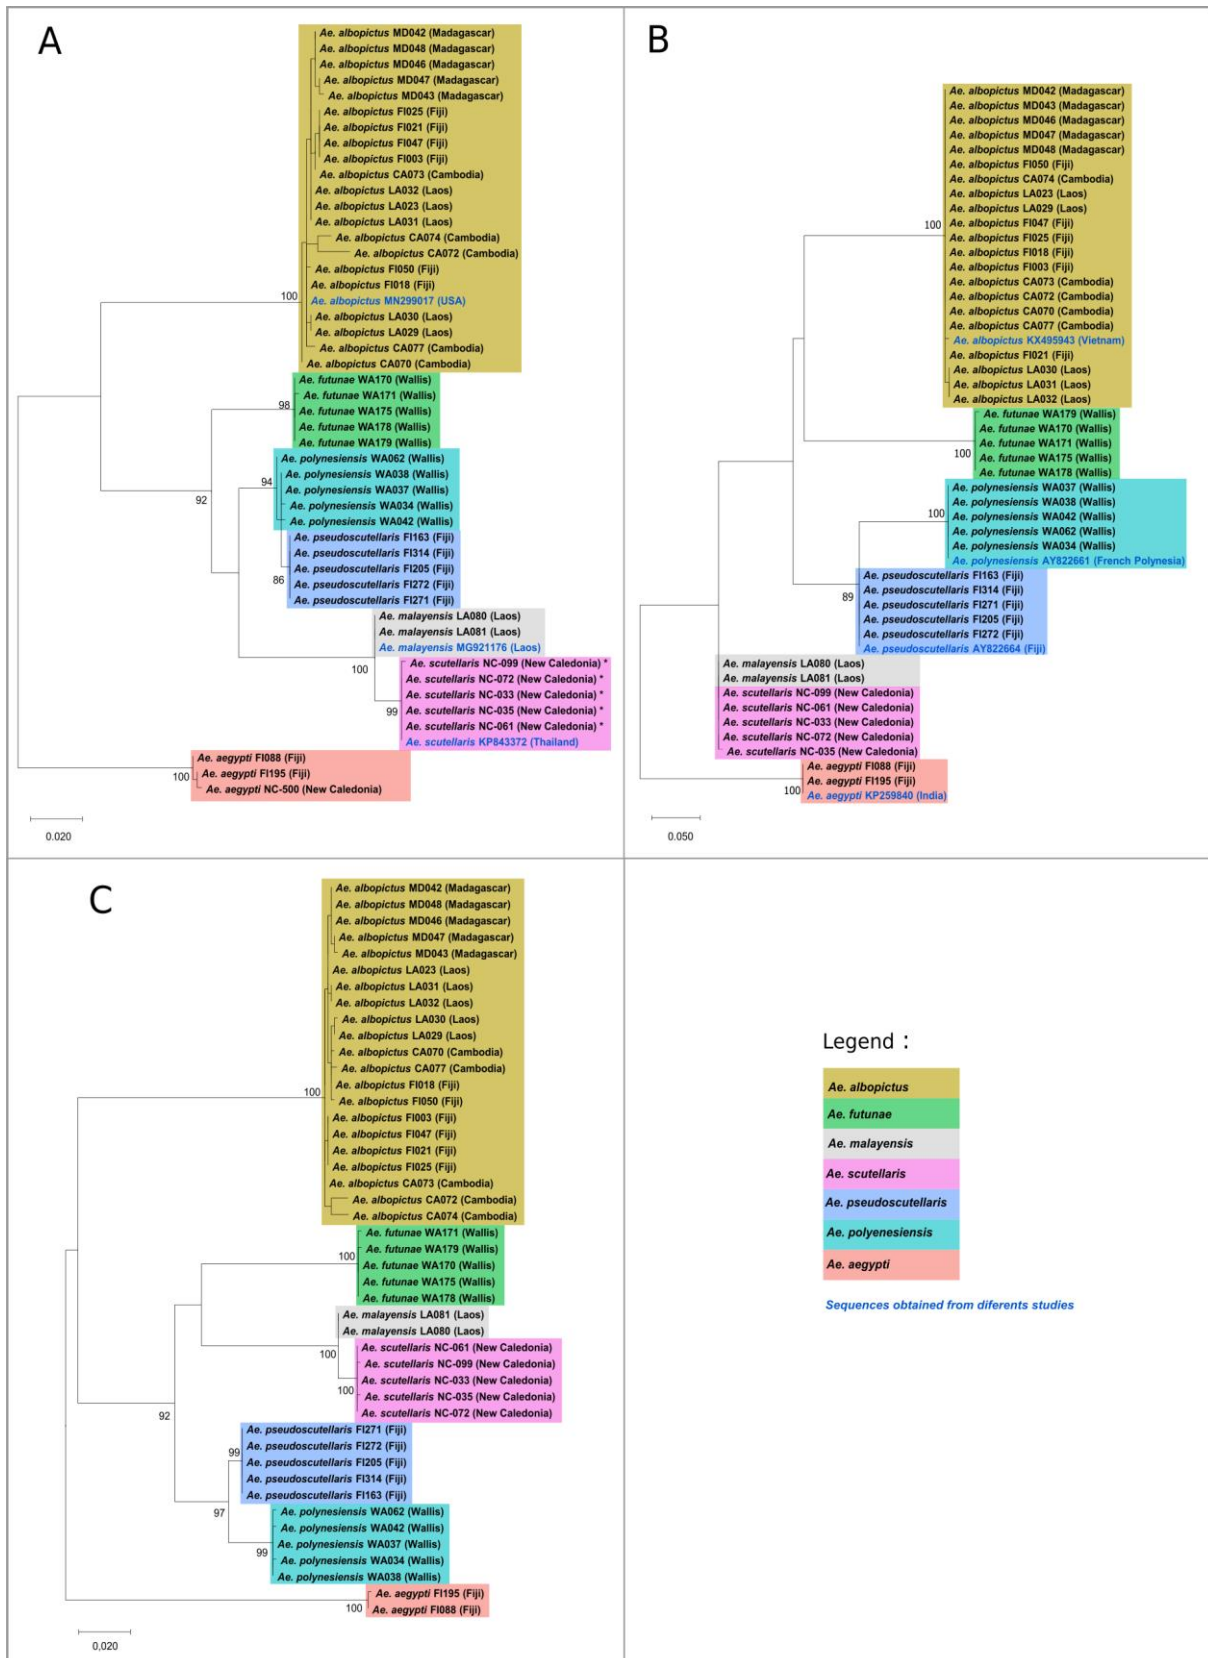 A
Ae. albopictus MD042 (Madagascar)
Ae. albopictus MD048 (Madagascar)
Ae. albopictus MD046 (Madagascar)
Ae. albopictus MD047 (Madagascar)
Ae. albopictus MD043 (Madagascar)
Ae. albopictus FI025 (Fiji)
Ae. albopictus FI021 (Fiji)
Ae. albopictus FI047 (Fiji)
Ae. albopictus FI003 (Fiji)
Ae. albopictus CA073 (Cambodia)
Ae. albopictus LA032 (Laos)
Ae. albopictus LA023 (Laos)
Ae. albopictus LA031 (Laos)
Ae. albopictus CA074 (Cambodia)
Ae. albopictus CA072 (Cambodia)
Ae. albopictus FI050 (Fiji)
Ae. albopictus FI018 (Fiji)
100
Ae. albopictus MN299017 (USA)
Ae. albopictus LA030 (Laos)
Ae. albopictus LA029 (Laos)
Ae. albopictus CA077 (Cambodia)
Ae. albopictus CA070 (Cambodia)
Ae. futunae WA170 (Wallis)
Ae. futunae WA171 (Wallis)
98
Ae. futunae WA175 (Wallis)
Ae. futunae WA178 (Wallis)
Ae. futunae WA179 (Wallis)
Ae. polynesiensis WA062 (Wallis)
Ae. polynesiensis WA038 (Wallis)
94
Ae. polynesiensis WA037 (Wallis)
92
Ae. polynesiensis WA034 (Wallis)
Ae. polynesiensis WA042 (Wallis)
Ae. pseudoscutellaris FI163 (Fiji)
Ae. pseudoscutellaris FI314 (Fiji)
Ae. pseudoscutellaris FI205 (Fiji)
86
Ae. pseudoscutellaris FI272 (Fiji)
Ae. pseudoscutellaris FI271 (Fiji)
Ae. malayensis LA080 (Laos)
Ae. malayensis LA081 (Laos)
Ae. malayensis MG921176 (Laos)
100
Ae. scutellaris NC-099 (New Caledonia) *
Ae. scutellaris NC-072 (New Caledonia) *
Ae. scutellaris NC-033 (New Caledonia) *
99
Ae. scutellaris NC-035 (New Caledonia) *
Ae. scutellaris NC-061 (New Caledonia) *
Ae. scutellaris KP843372 (Thailand)
Ae. aegypti FI088 (Fiji)
100
Ae. aegypti FI195 (Fiji)
Ae. aegypti NC-500 (New Caledonia)
0.020
B
Ae. albopictus MD042 (Madagascar)
Ae. albopictus MD043 (Madagascar)
Ae. albopictus MD046 (Madagascar)
Ae. albopictus MD047 (Madagascar)
Ae. albopictus MD048 (Madagascar)
Ae. albopictus FI050 (Fiji)
Ae. albopictus CA074 (Cambodia)
Ae. albopictus LA023 (Laos)
Ae. albopictus LA029 (Laos)
100
Ae. albopictus FI047 (Fiji)
Ae. albopictus FI025 (Fiji)
Ae. albopictus FI018 (Fiji)
Ae. albopictus FI003 (Fiji)
Ae. albopictus CA073 (Cambodia)
Ae. albopictus CA072 (Cambodia)
Ae. albopictus CA070 (Cambodia)
Ae. albopictus CA077 (Cambodia)
Ae. albopictus KX495943 (Vietnam)
Ae. albopictus FI021 (Fiji)
Ae. albopictus LA030 (Laos)
Ae. albopictus LA031 (Laos)
Ae. albopictus LA032 (Laos)
Ae. futunae WA179 (Wallis)
Ae. futunae WA170 (Wallis)
Ae. futunae WA171 (Wallis)
100
Ae. futunae WA175 (Wallis)
Ae. futunae WA178 (Wallis)
Ae. polynesiensis WA037 (Wallis)
Ae. polynesiensis WA038 (Wallis)
100
Ae. polynesiensis WA042 (Wallis)
Ae. polynesiensis WA062 (Wallis)
Ae. polynesiensis WA034 (Wallis)
Ae. polynesiensis AY822661 (French Polynesia)
Ae. pseudoscutellaris FI163 (Fiji)
Ae. pseudoscutellaris FI314 (Fiji)
89
Ae. pseudoscutellaris FI271 (Fiji)
Ae. pseudoscutellaris FI205 (Fiji)
Ae. pseudoscutellaris FI272 (Fiji)
Ae. pseudoscutellaris AY822664 (Fiji)
Ae. malayensis LA080 (Laos)
Ae. malayensis LA081 (Laos)
Ae. scutellaris NC-099 (New Caledonia)
Ae. scutellaris NC-061 (New Caledonia)
Ae. scutellaris NC-033 (New Caledonia)
Ae. scutellaris NC-072 (New Caledonia)
Ae. scutellaris NC-035 (New Caledonia)
Ae. aegypti FI088 (Fiji)
Ae. aegypti FI195 (Fiji)
100
Ae. aegypti KP259840 (India)
0.050
C
Ae. albopictus MD042 (Madagascar)
Ae. albopictus MD048 (Madagascar)
Ae. albopictus MD046 (Madagascar)
Ae. albopictus MD047 (Madagascar)
Ae. albopictus MD043 (Madagascar)
Ae. albopictus LA023 (Laos)
Ae. albopictus LA031 (Laos)
Ae. albopictus LA032 (Laos)
Ae. albopictus LA030 (Laos)
Ae. albopictus LA029 (Laos)
Ae. albopictus CA070 (Cambodia)
Ae. albopictus CA077 (Cambodia)
100
Ae. albopictus FI018 (Fiji)
Ae. albopictus FI050 (Fiji)
Ae. albopictus FI003 (Fiji)
Ae. albopictus FI047 (Fiji)
Ae. albopictus FI021 (Fiji)
Ae. albopictus FI025 (Fiji)
Ae. albopictus CA073 (Cambodia)
Ae. albopictus CA072 (Cambodia)
Ae. albopictus CA074 (Cambodia)
Ae. futunae WA171 (Wallis)
100
Ae. futunae WA179 (Wallis)
Ae. futunae WA170 (Wallis)
Ae. futunae WA175 (Wallis)
Ae. futunae WA178 (Wallis)
Ae. malayensis LA081 (Laos)
Ae. malayensis LA080 (Laos)
100
Ae. scutellaris NC-061 (New Caledonia)
Ae. scutellaris NC-099 (New Caledonia)
Ae. scutellaris NC-033 (New Caledonia)
100
Ae. scutellaris NC-035 (New Caledonia)
Ae. scutellaris NC-072 (New Caledonia)
92
Ae. pseudoscutellaris FI271 (Fiji)
99
Ae. pseudoscutellaris FI272 (Fiji)
Ae. pseudoscutellaris FI205 (Fiji)
Ae. pseudoscutellaris FI314 (Fiji)
Ae. pseudoscutellaris FI163 (Fiji)
97
Ae. polynesiensis WA062 (Wallis)
Ae. polynesiensis WA042 (Wallis)
Ae. polynesiensis WA037 (Wallis)
99
Ae. polynesiensis WA034 (Wallis)
Ae. polynesiensis WA038 (Wallis)
Ae. aegypti FI195 (Fiji)
100
Ae. aegypti FI088 (Fiji)
0,020
Legend :
Ae. albopictus
Ae. futunae
Ae. malayensis
Ae. scutellaris
Ae. pseudoscutellaris
Ae. polyenesiensis
Ae. aegypti
Sequences obtained from diferents studies